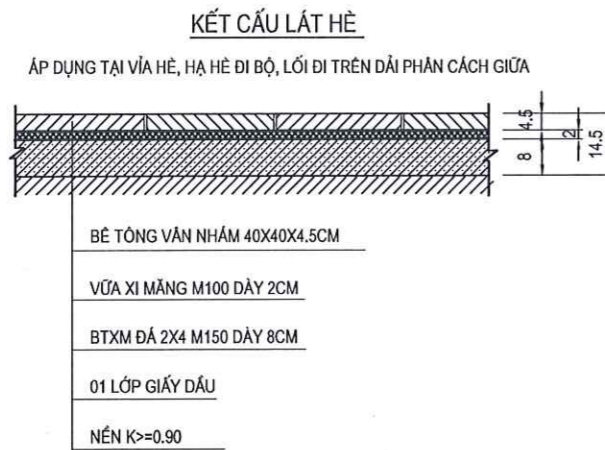 KẾT CẤU LÁT HÈ
ÁP DỤNG TẠI VỈA HÈ, HẠ HÈ ĐI BỘ, LỐI ĐI TRÊN DẢI PHÂN CÁCH GIỮA
4.5
2
8
14.5
BÊ TÔNG VÂN NHÁM 40X40X4.5CM
VỮA XI MĂNG M100 DÀY 2CM
BTXM ĐÁ 2X4 M150 DÀY 8CM
01 LỚP GIẤY DẦU
NỀN K>=0.90